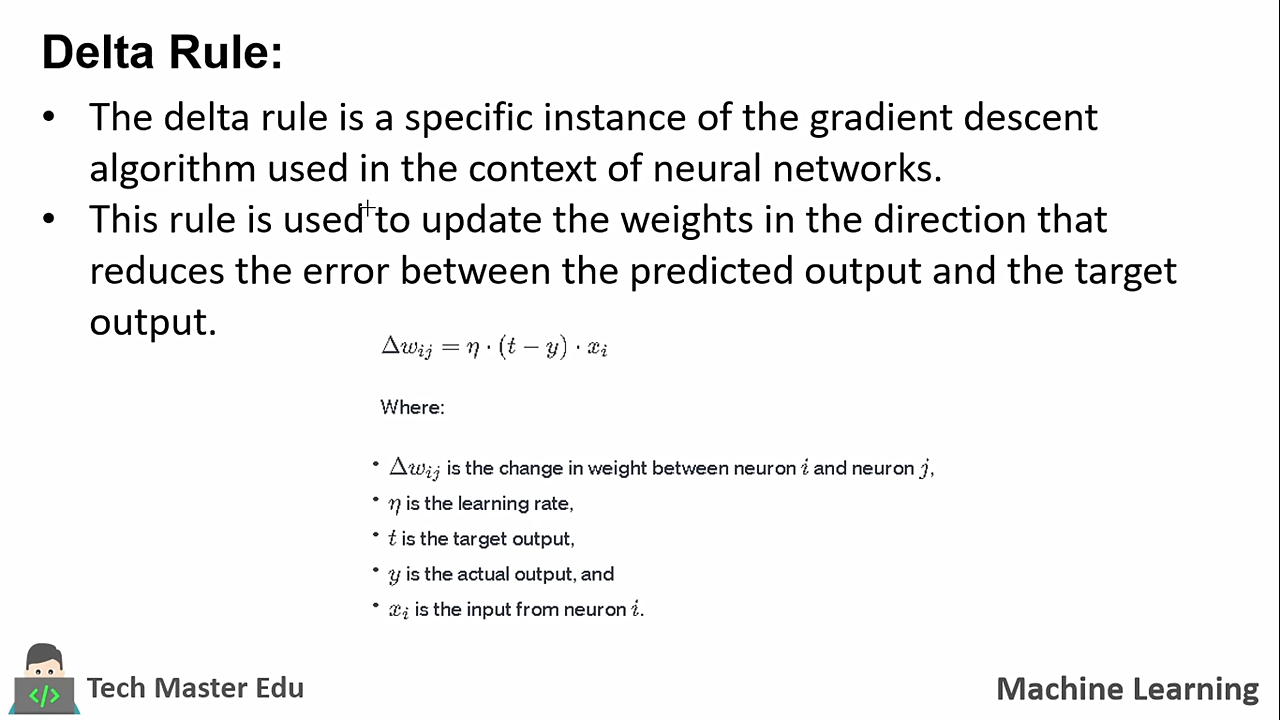 Delta Rule:
• The delta rule is a specific instance of the gradient descent
algorithm used in the context of neural networks.
• This rule is used to update the weights in the direction that
reduces the error between the predicted output and the target
output.
Δw_{ij} = η · (t − y) · x_i
Where:
• Δw_{ij} is the change in weight between neuron i and neuron j,
• η is the learning rate,
• t is the target output,
• y is the actual output, and
• x_i is the input from neuron i.
</>
Tech Master Edu
Machine Learning